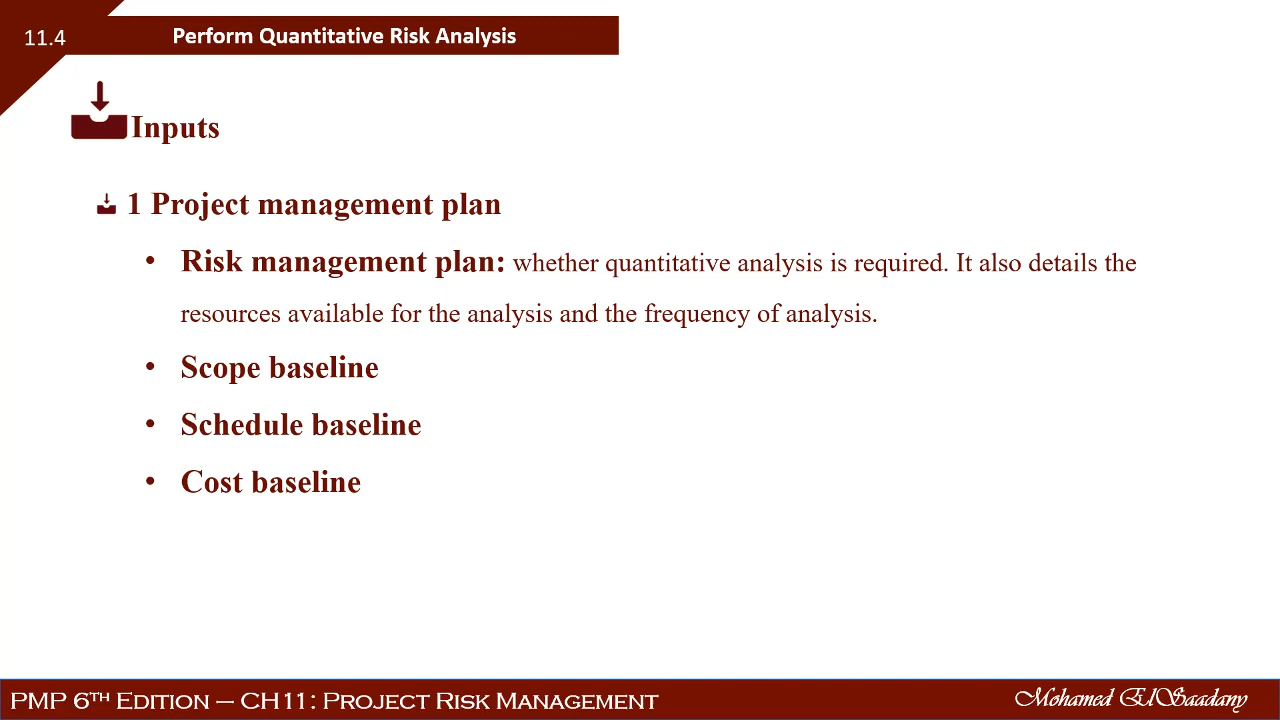 11.4
Perform Quantitative Risk Analysis
Inputs
1 Project management plan
• Risk management plan: whether quantitative analysis is required. It also details the
resources available for the analysis and the frequency of analysis.
• Scope baseline
• Schedule baseline
• Cost baseline
PMP 6TH Edition – CH11: Project Risk Management
Mohamed ElSaadany